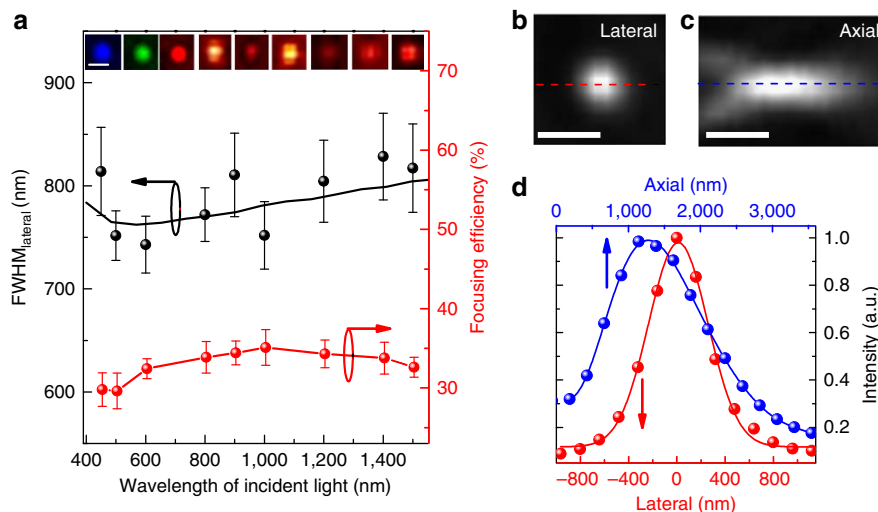 a
900
800
700
600
FWHMlateral (nm)
400 600 800 1,000 1,200 1,400
Wavelength of incident light (nm)
70
60
50
40
30
Focusing efficiency (%)
b
Lateral
c
Axial
d
Axial (nm)
0 1,000 2,000 3,000
1.0
0.8
0.6
0.4
0.2
Intensity (a.u.)
−800 −400 0 400 800
Lateral (nm)